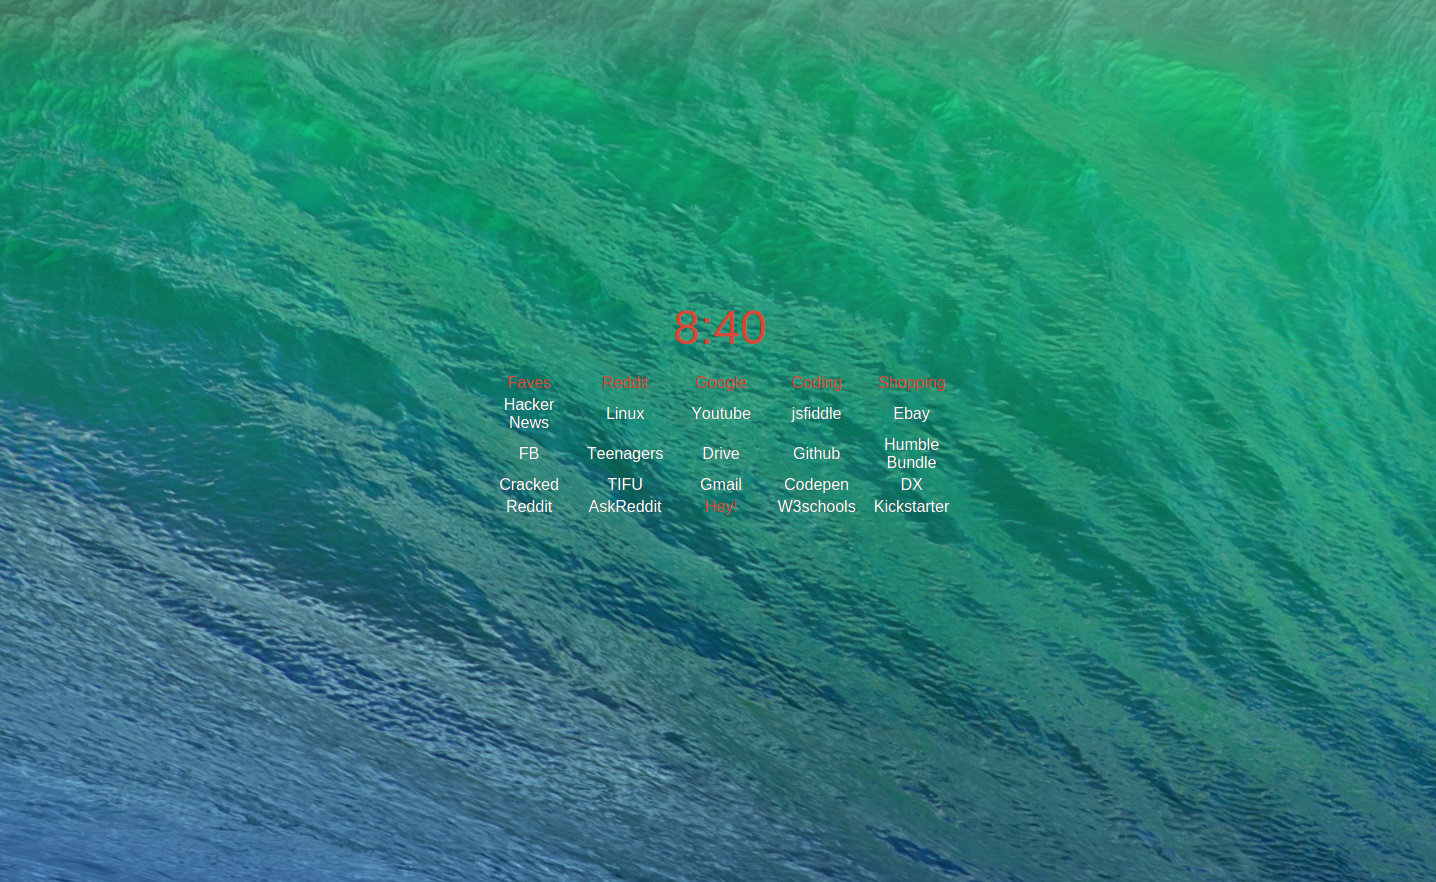 8:40
Faves Reddit Google Coding Shopping
Hacker News Linux Youtube jsfiddle Ebay
FB Teenagers Drive Github Humble Bundle
Cracked TIFU Gmail Codepen DX
Reddit AskReddit Hey! W3schools Kickstarter